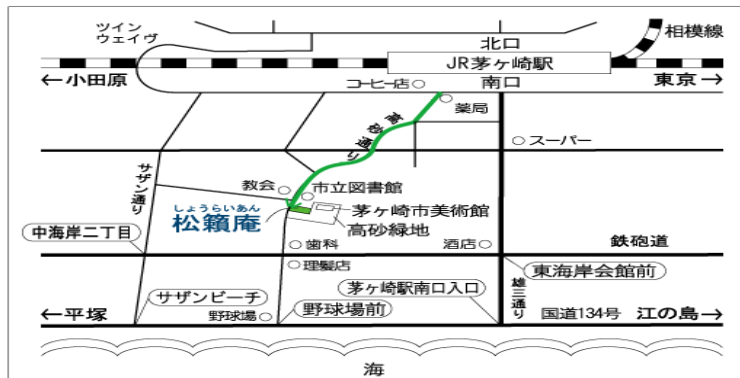 ツイン
ウェイヴ
北口
相模線
JR茅ヶ崎駅
←小田原
コーヒー店
南口
東京→
薬局
高砂通り
スーパー
サザン通り
教会
市立図書館
しょうらいあん
松籟庵
茅ヶ崎市美術館
高砂緑地
中海岸二丁目
歯科
酒店
鉄砲道
理髪店
東海岸会館前
サザンビーチ
茅ヶ崎駅南口入口
雄三通り
←平塚
野球場
野球場前
国道134号
江の島→
海